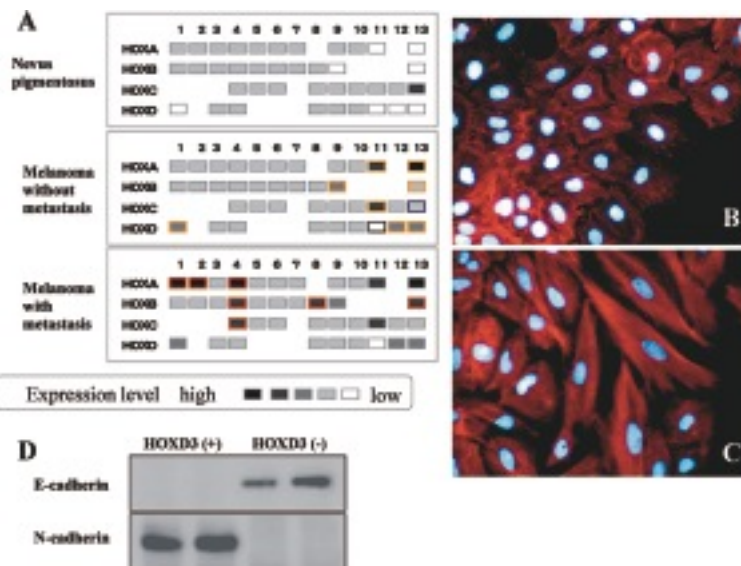 A
1 2 3 4 5 6 7 8 9 10 11 12 13
Nevus
pigmentosus
HOXA
HOXB
HOXC
HOXD
1 2 3 4 5 6 7 8 9 10 11 12 13
Melanoma
without
metastasis
HOXA
HOXB
HOXC
HOXD
1 2 3 4 5 6 7 8 9 10 11 12 13
Melanoma
with
metastasis
HOXA
HOXB
HOXC
HOXD
Expression level high low
B
C
D
HOXD3 (+) HOXD3 (-)
E-cadherin
N-cadherin